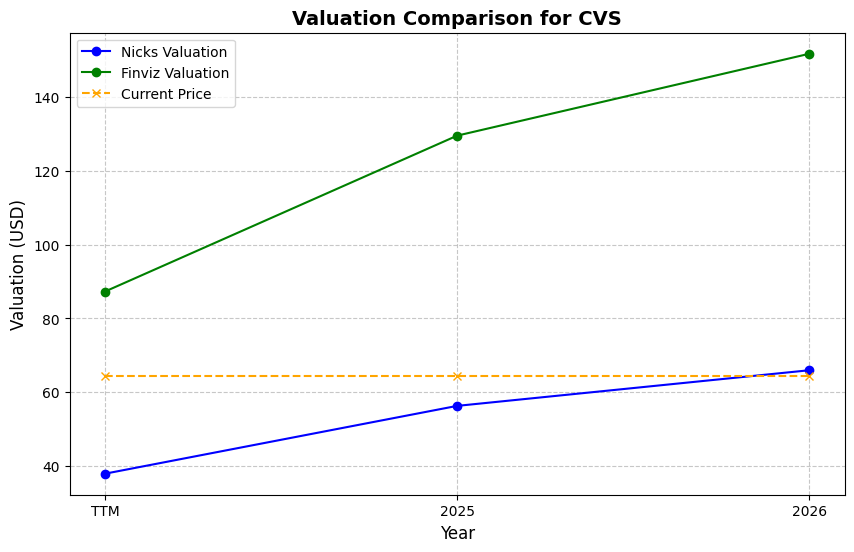 Valuation Comparison for CVS
Nicks Valuation
Finviz Valuation
Current Price
Valuation (USD)
140
120
100
80
60
40
TTM
2025
2026
Year